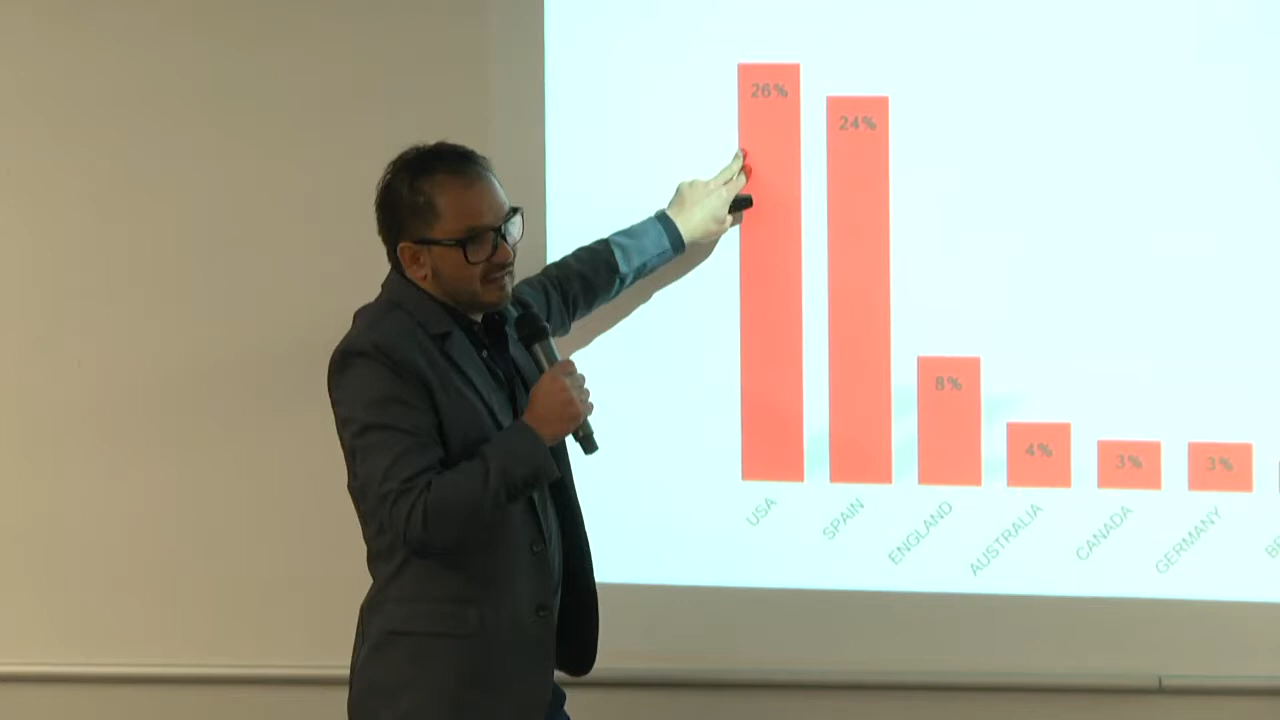 26%
24%
8%
4%
3%
3%
USA
SPAIN
ENGLAND
AUSTRALIA
CANADA
GERMANY